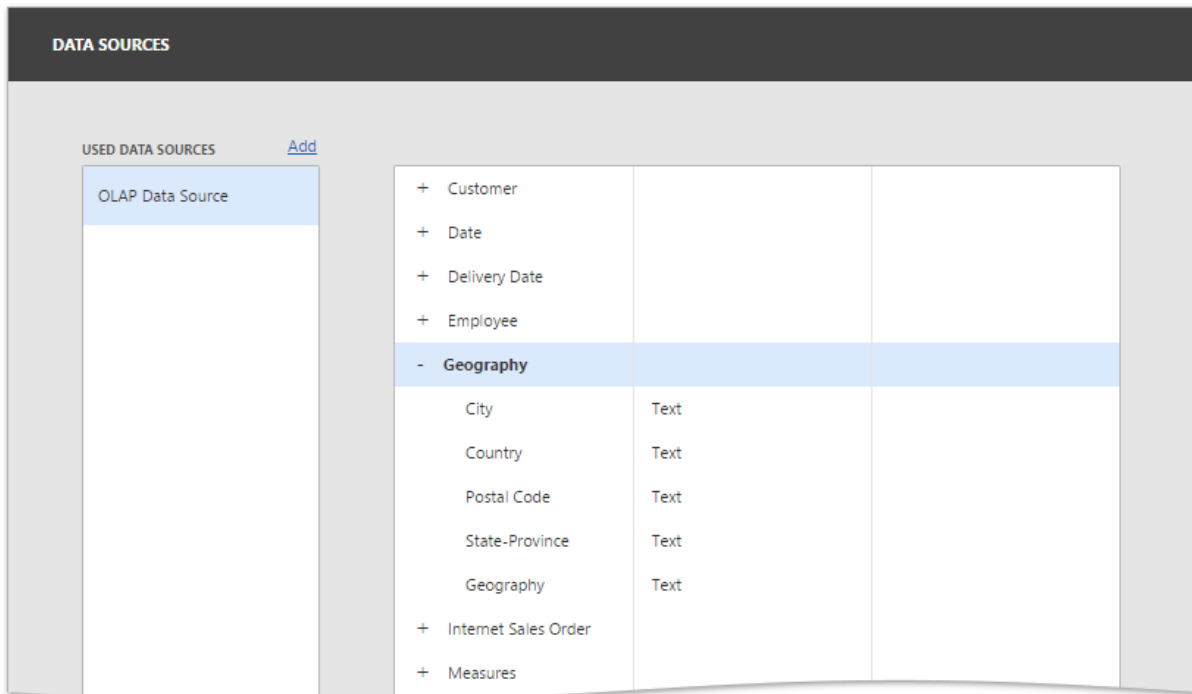 DATA SOURCES
USED DATA SOURCES Add
OLAP Data Source
+ Customer
+ Date
+ Delivery Date
+ Employee
- Geography
City Text
Country Text
Postal Code Text
State-Province Text
Geography Text
+ Internet Sales Order
+ Measures